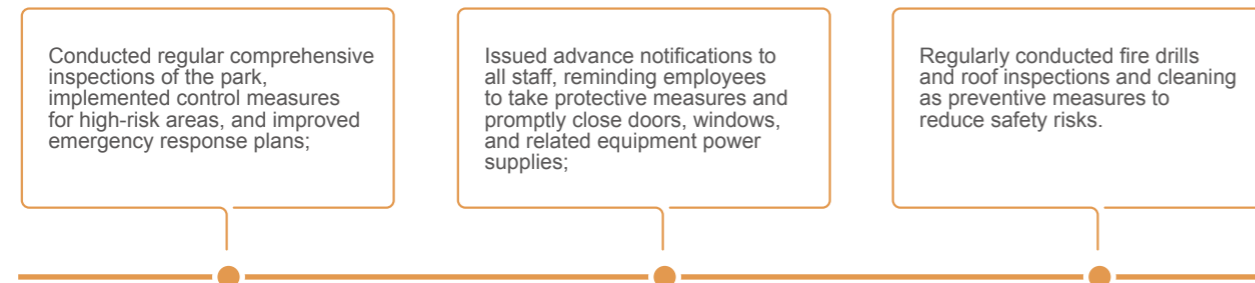 Conducted regular comprehensive
inspections of the park,
implemented control measures
for high-risk areas, and improved
emergency response plans;
Issued advance notifications to
all staff, reminding employees
to take protective measures and
promptly close doors, windows,
and related equipment power
supplies;
Regularly conducted fire drills
and roof inspections and cleaning
as preventive measures to
reduce safety risks.